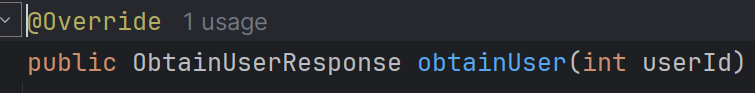 @Override 1 usage
public ObtainUserResponse obtainUser(int userId)